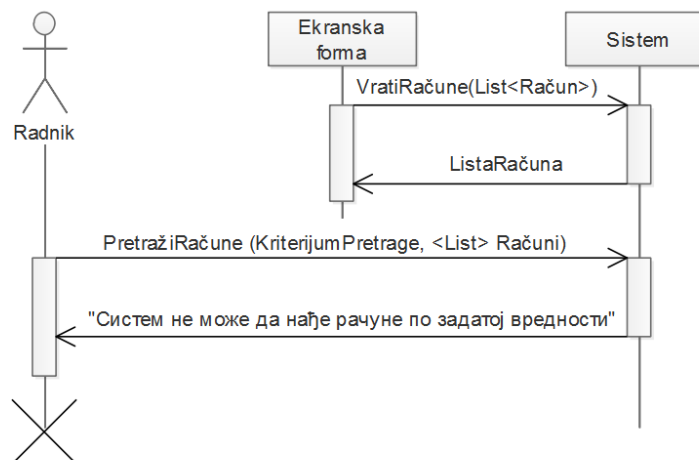 Ekranska
forma
Sistem
VratiRačune(List<Račun>)
Radnik
ListaRačuna
PretražiRačune (KriterijumPretrage, <List> Računi)
"Систем не може да нађе рачуне по задатој вредности"